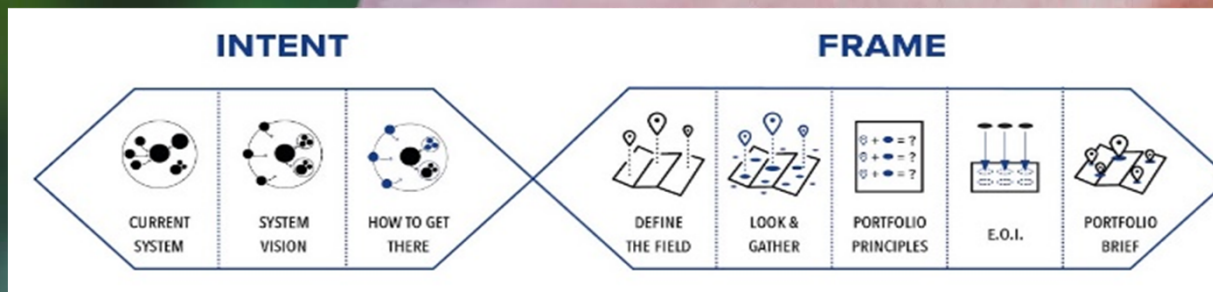 INTENT
FRAME
CURRENT
SYSTEM
SYSTEM
VISION
HOW TO GET
THERE
DEFINE
THE FIELD
LOOK &
GATHER
+ = ?
+ = ?
+ = ?
PORTFOLIO
PRINCIPLES
E.O.I.
PORTFOLIO
BRIEF